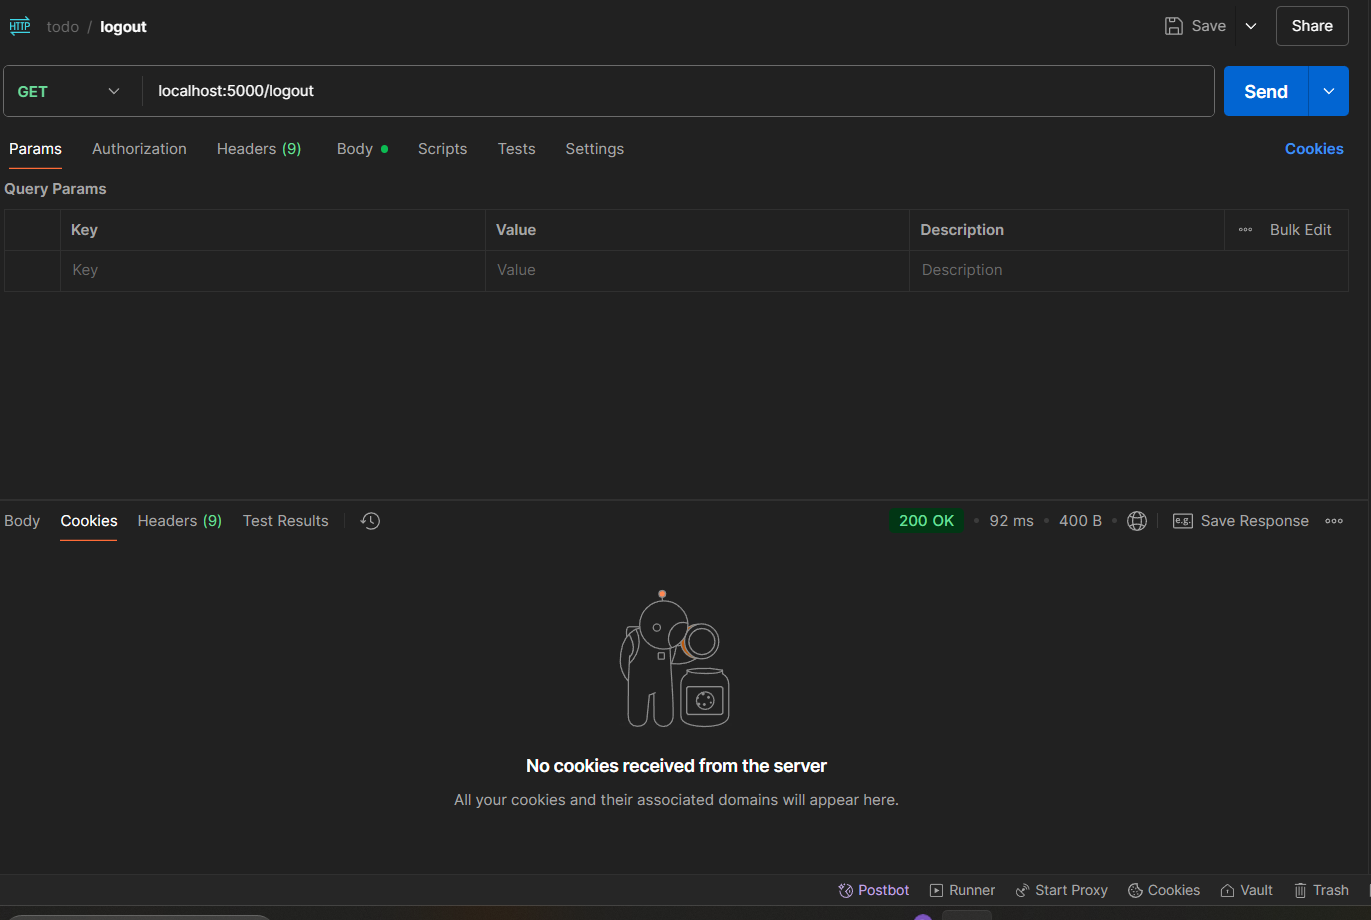 HTTP todo / logout Save Share
GET localhost:5000/logout Send
Params Authorization Headers (9) Body Scripts Tests Settings Cookies
Query Params
Key Value Description Bulk Edit
Key Value Description
Body Cookies Headers (9) Test Results 200 OK 92 ms 400 B e.g. Save Response
No cookies received from the server
All your cookies and their associated domains will appear here.
Postbot Runner Start Proxy Cookies Vault Trash